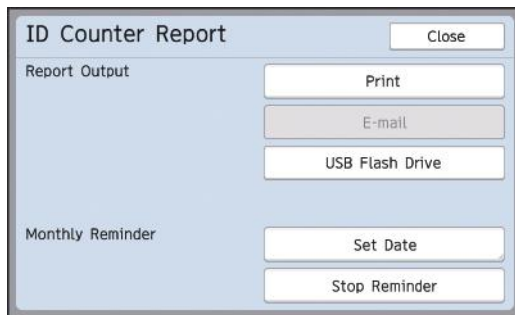 ID Counter Report
Close
Report Output
Print
E-mail
USB Flash Drive
Monthly Reminder
Set Date
Stop Reminder